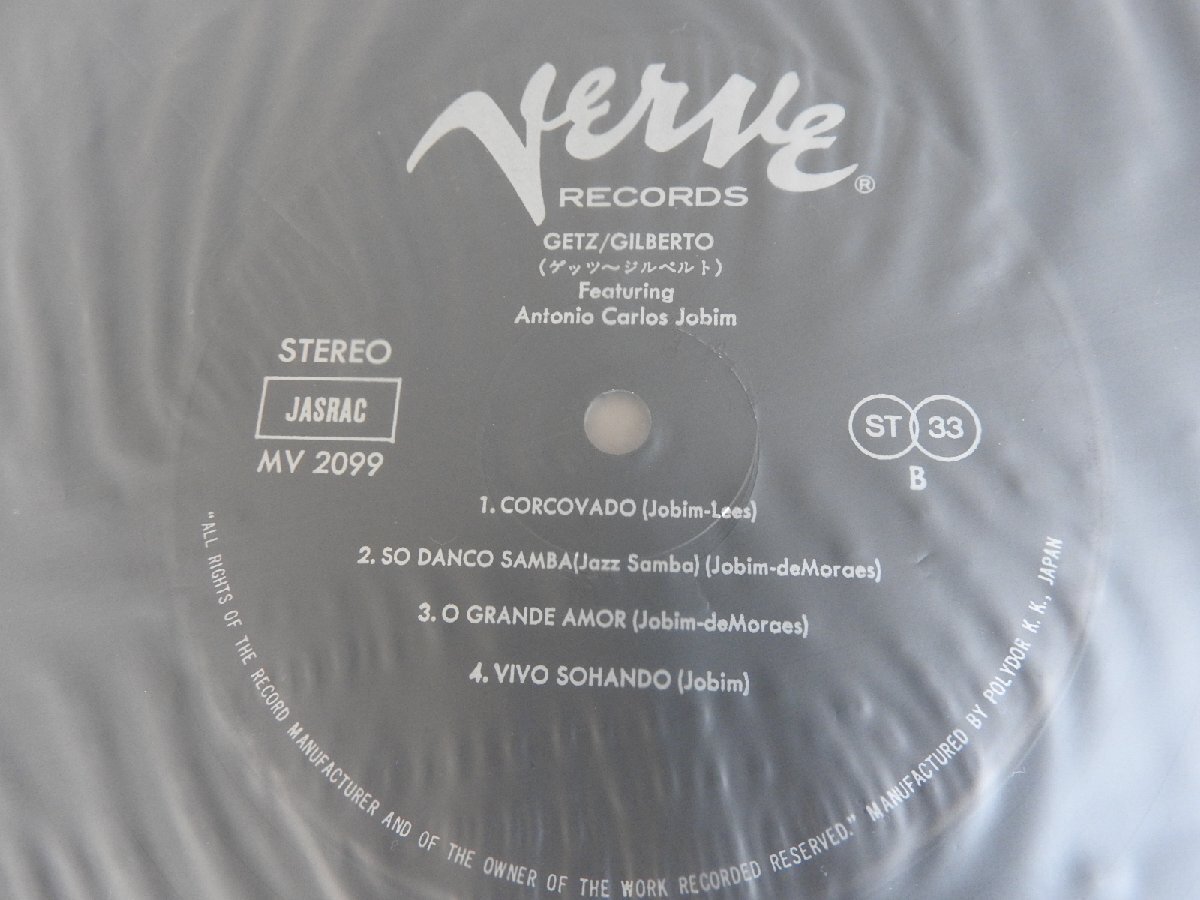 Verve ®
RECORDS
GETZ/GILBERTO
(ゲッツ〜ジルベルト)
Featuring
Antonio Carlos Jobim
STEREO
JASRAC
MV 2099
ST 33
B
1. CORCOVADO (Jobim-Lees)
2. SO DANCO SAMBA(Jazz Samba) (Jobim-deMoraes)
3. O GRANDE AMOR (Jobim-deMoraes)
4. VIVO SOHANDO (Jobim)
"ALL RIGHTS OF THE RECORD MANUFACTURER AND OF THE OWNER OF THE WORK RECORDED RESERVED." MANUFACTURED BY POLYDOR K. K., JAPAN